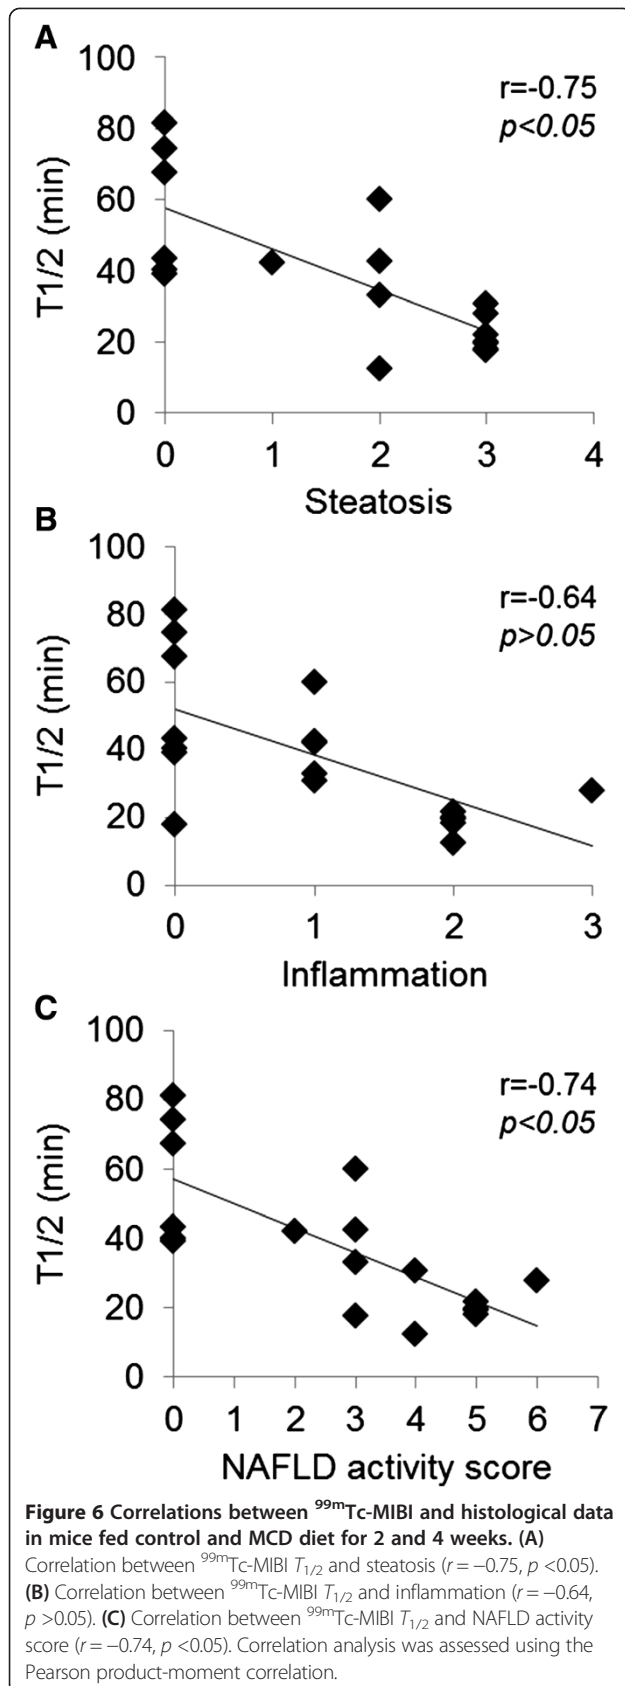 A
100
80
60
40
20
0
T1/2 (min)
r=-0.75
p<0.05
0 1 2 3 4
Steatosis
B
100
80
60
40
20
0
T1/2 (min)
r=-0.64
p>0.05
0 1 2 3
Inflammation
C
100
80
60
40
20
0
T1/2 (min)
r=-0.74
p<0.05
0 1 2 3 4 5 6 7
NAFLD activity score
Figure 6 Correlations between ⁹⁹ᵐTc-MIBI and histological data
in mice fed control and MCD diet for 2 and 4 weeks. (A)
Correlation between ⁹⁹ᵐTc-MIBI T₁/₂ and steatosis (r = −0.75, p <0.05).
(B) Correlation between ⁹⁹ᵐTc-MIBI T₁/₂ and inflammation (r = −0.64,
p >0.05). (C) Correlation between ⁹⁹ᵐTc-MIBI T₁/₂ and NAFLD activity
score (r = −0.74, p <0.05). Correlation analysis was assessed using the
Pearson product-moment correlation.